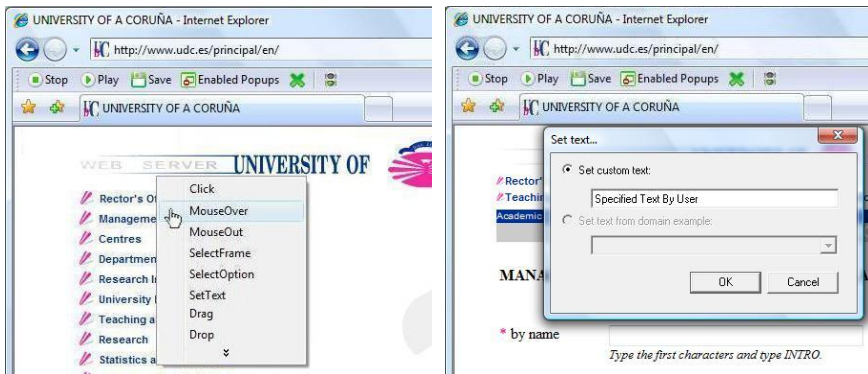 UNIVERSITY OF A CORUÑA - Internet Explorer
http://www.udc.es/principal/en/
Stop Play Save Enabled Popups
UNIVERSITY OF A CORUÑA
WEB SERVER UNIVERSITY OF
Rector's
Manageme
Centres
Departmen
Research
University
Teaching a
Research
Statistics a
Click
MouseOver
MouseOut
SelectFrame
SelectOption
SetText
Drag
Drop
UNIVERSITY OF A CORUÑA - Internet Explorer
http://www.udc.es/principal/en/
Stop Play Save Enabled Popups
UNIVERSITY OF A CORUÑA
Rector'
Teachin
Academic
Set text...
Set custom text:
Specified Text By User
Set text from domain example:
OK Cancel
MANA
* by name
Type the first characters and type INTRO.